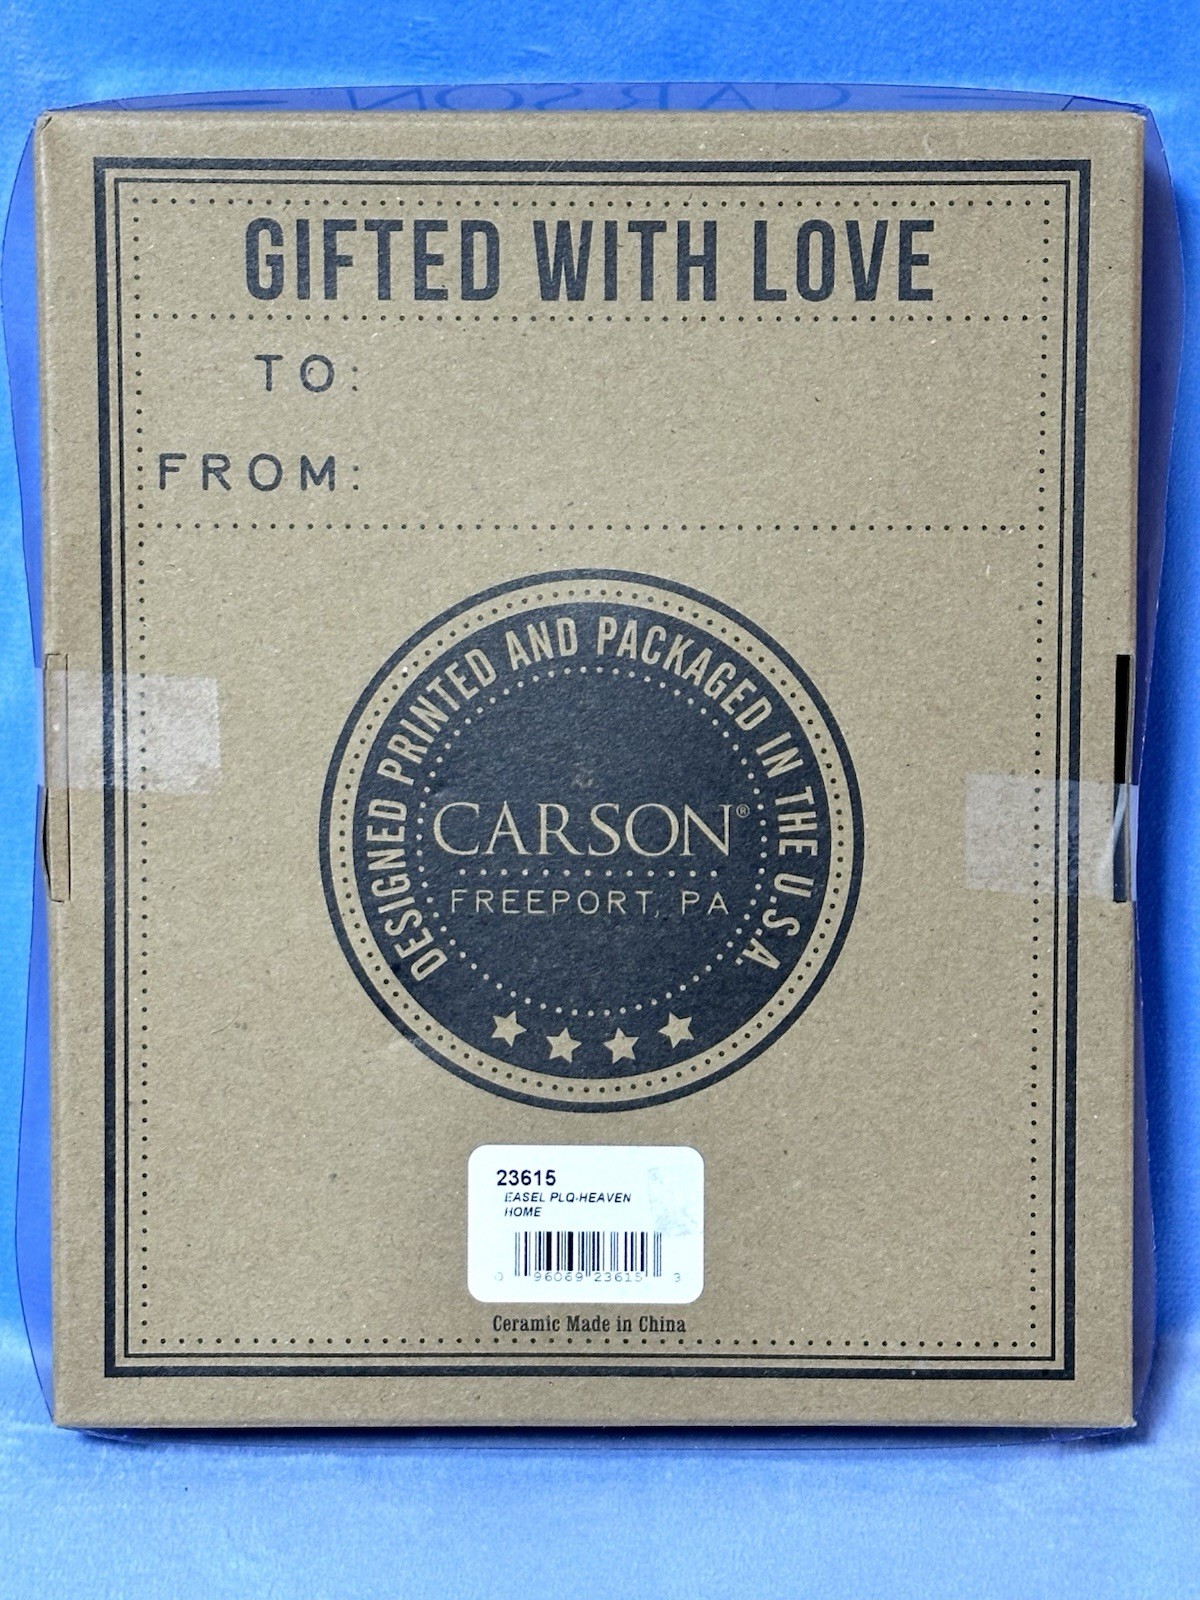 CARSON
GIFTED WITH LOVE
TO:
FROM:
DESIGNED PRINTED AND PACKAGED IN THE U.S.A.
CARSON®
FREEPORT, PA
23615
EASEL PLQ-HEAVEN
HOME
0 96069 23615 3
Ceramic Made in China